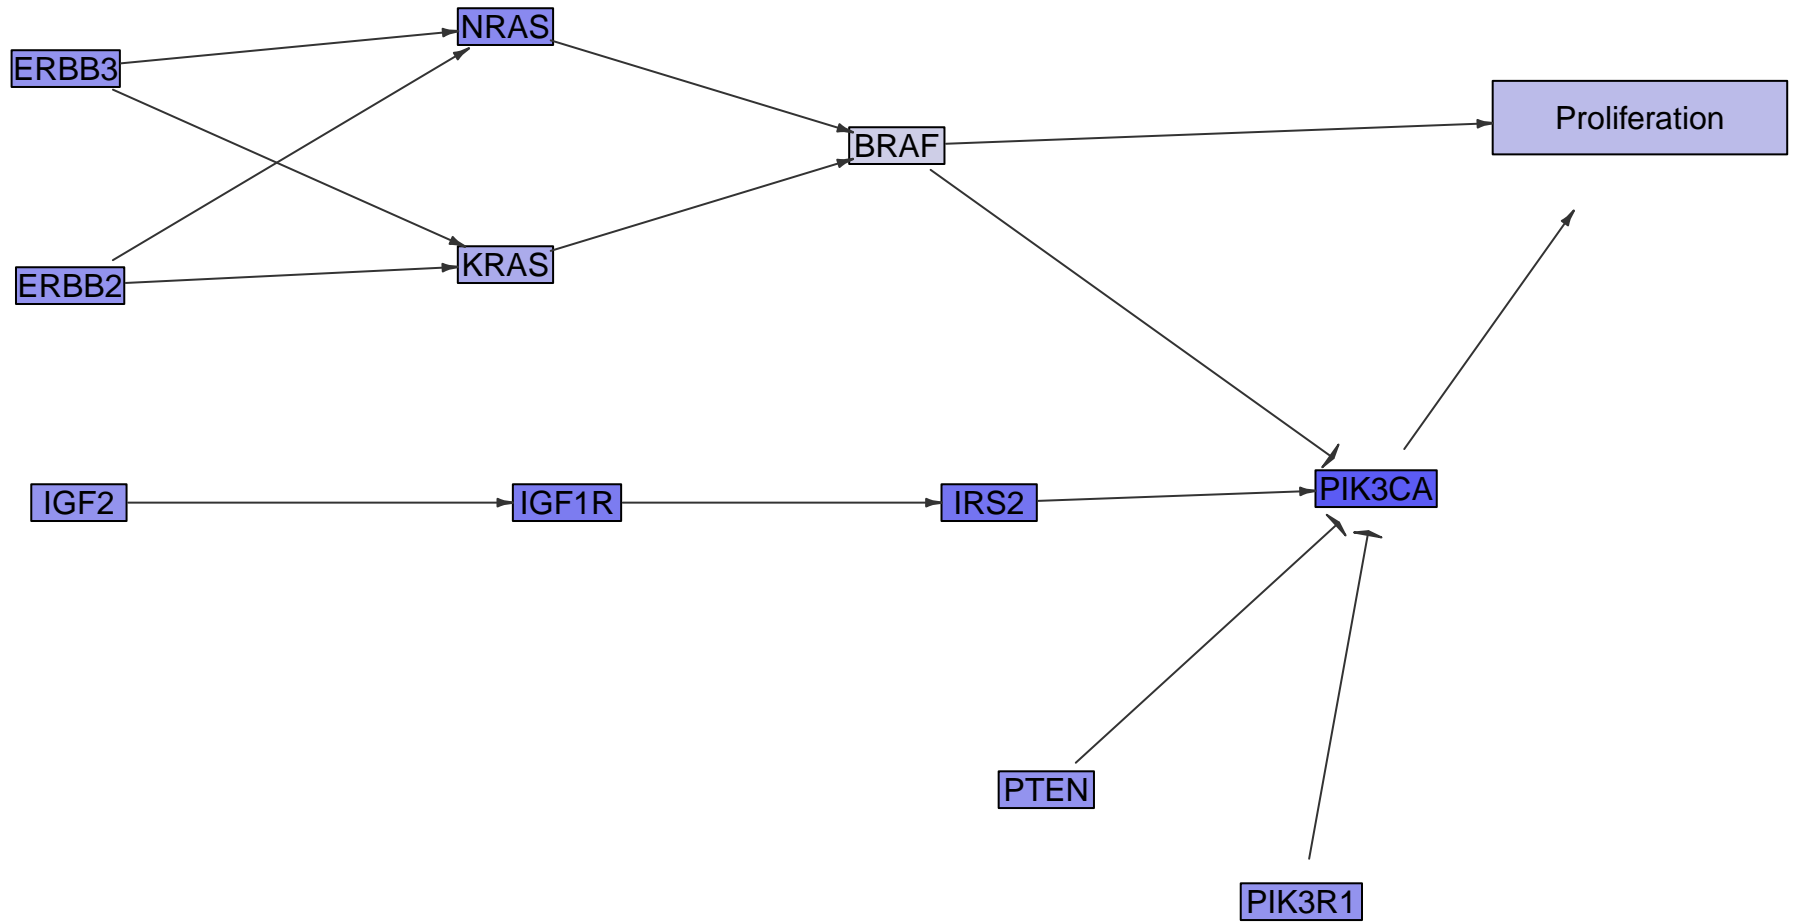 NRAS
ERBB3
Proliferation
BRAF
KRAS
ERBB2
IGF2
IGF1R
IRS2
PIK3CA
PTEN
PIK3R1